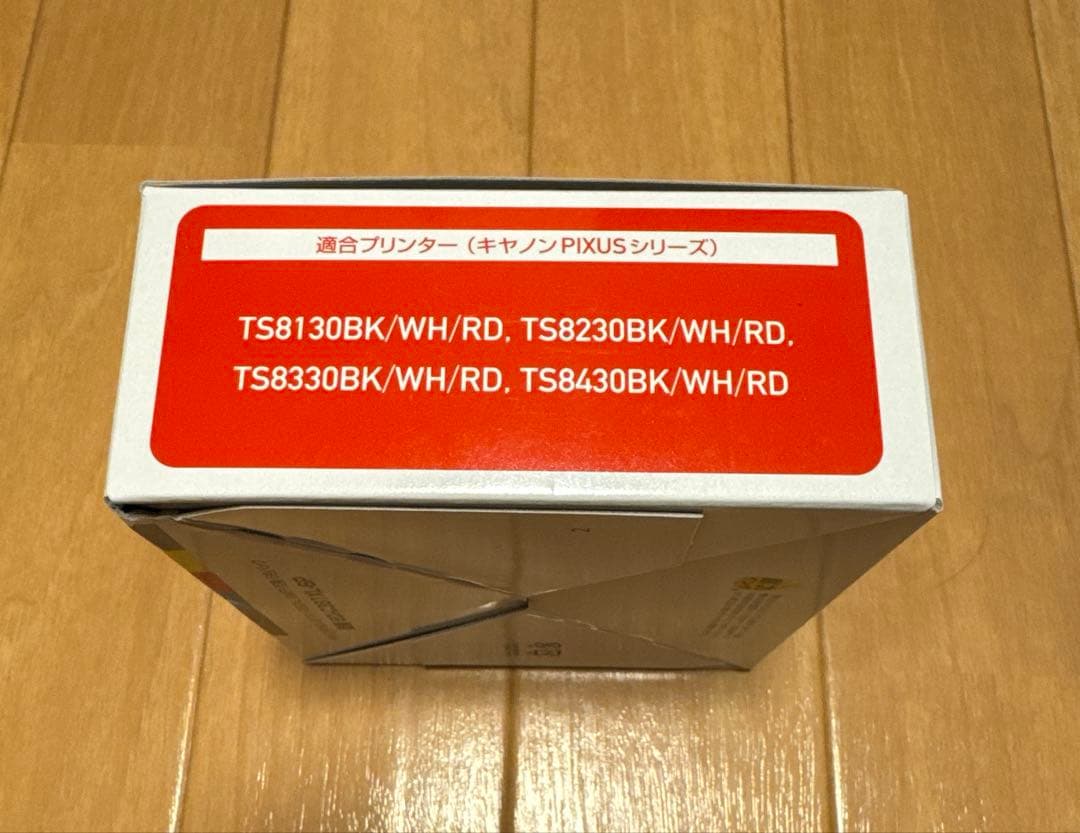 適合プリンター（キヤノンPIXUSシリーズ）
TS8130BK/WH/RD, TS8230BK/WH/RD,
TS8330BK/WH/RD, TS8430BK/WH/RD
2